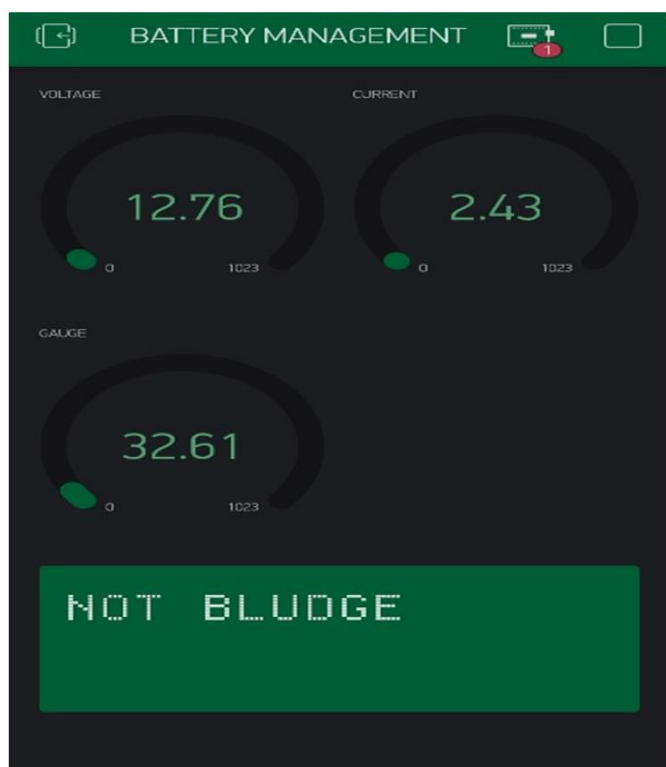 BATTERY MANAGEMENT
1
VOLTAGE
CURRENT
12.76
2.43
0
1023
0
1023
GAUGE
32.61
0
1023
NOT BLUDGE